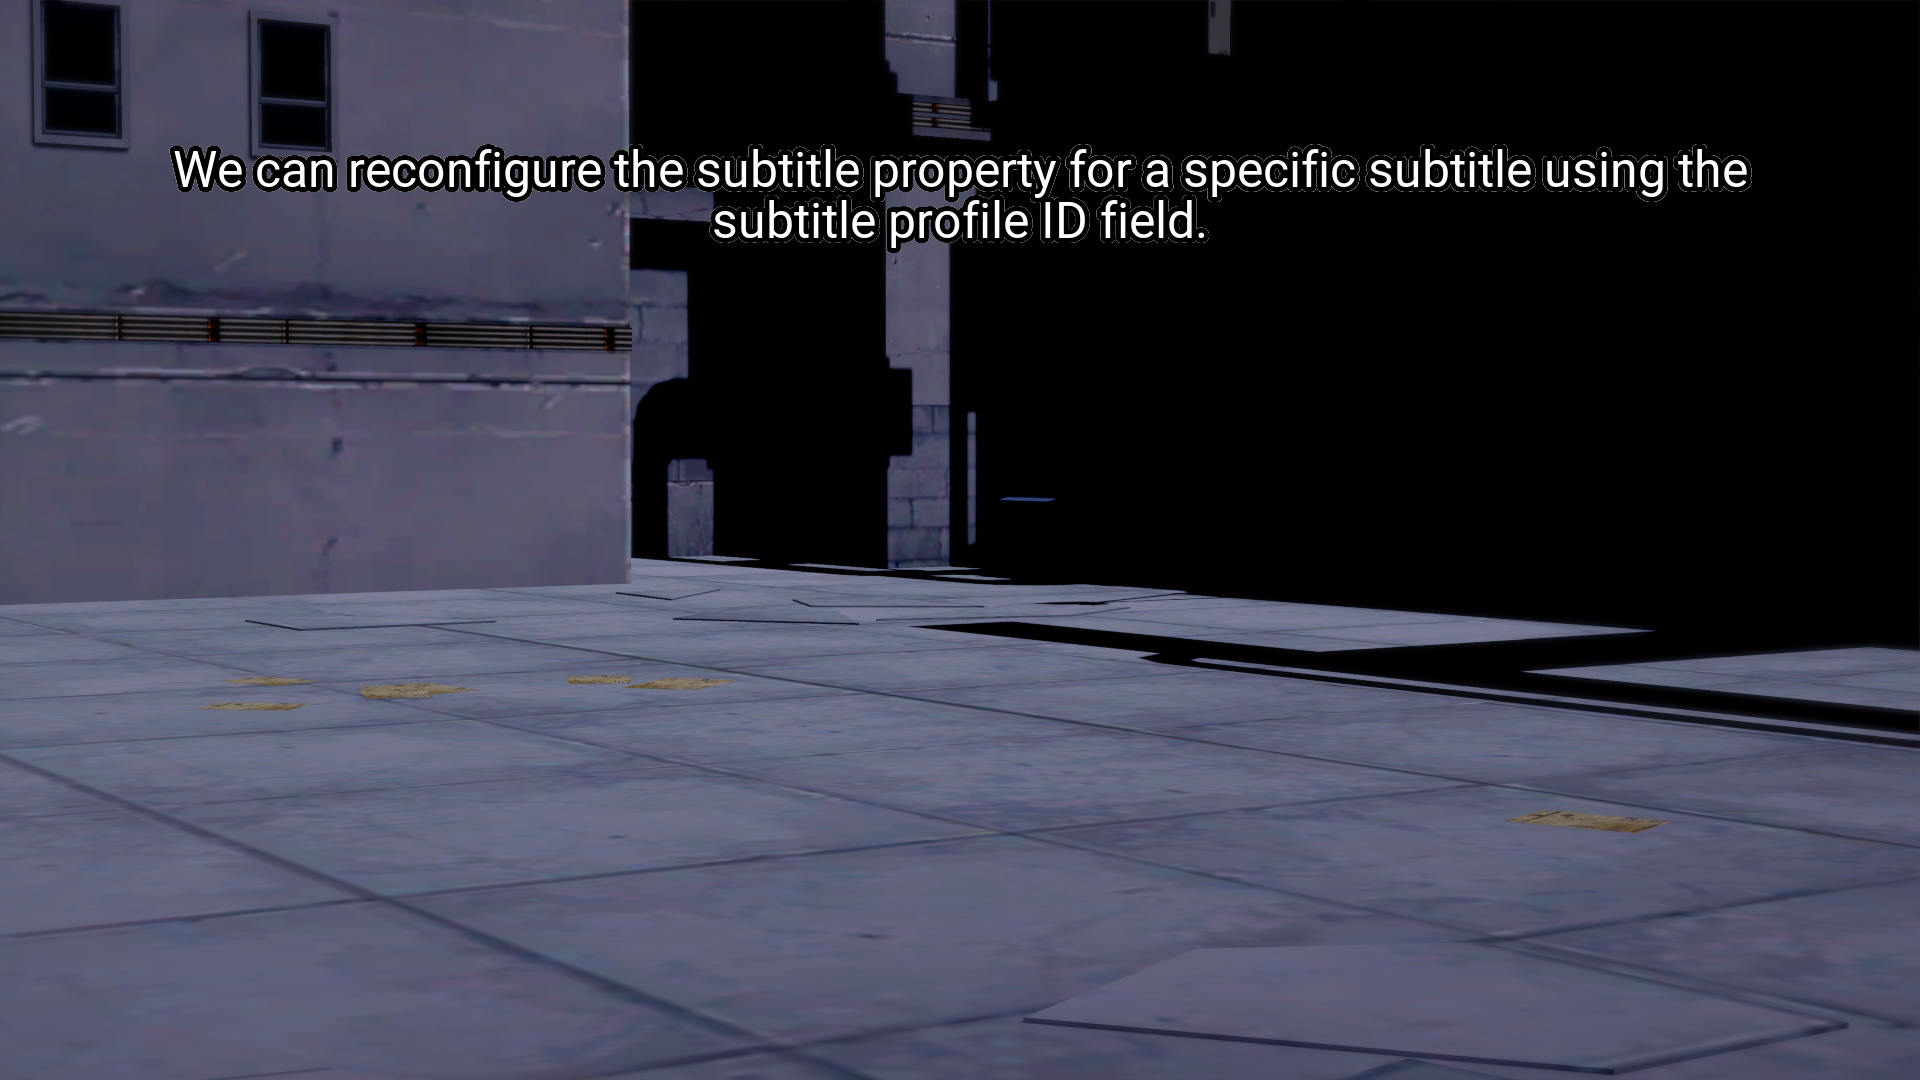 We can reconfigure the subtitle property for a specific subtitle using the
subtitle profile ID field.